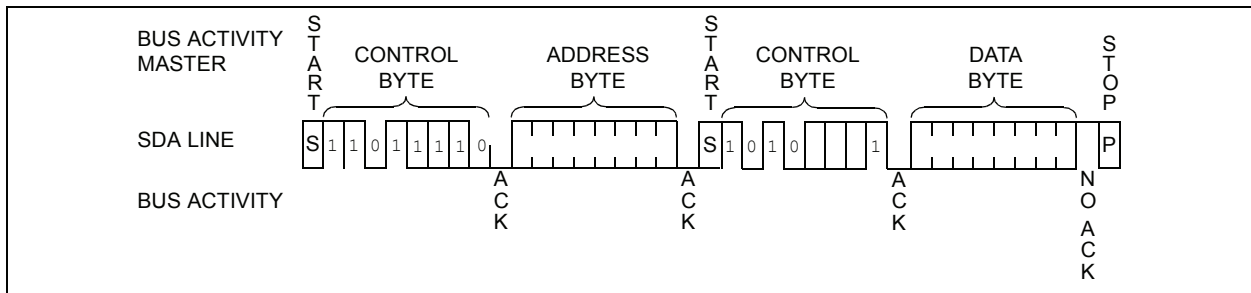 BUS ACTIVITY
MASTER
START
CONTROL
BYTE
ADDRESS
BYTE
START
CONTROL
BYTE
DATA
BYTE
STOP
SDA LINE
S 1 1 0 1 1 1 1 0
S 1 0 1 0 1
P
BUS ACTIVITY
ACK
ACK
ACK
NO ACK